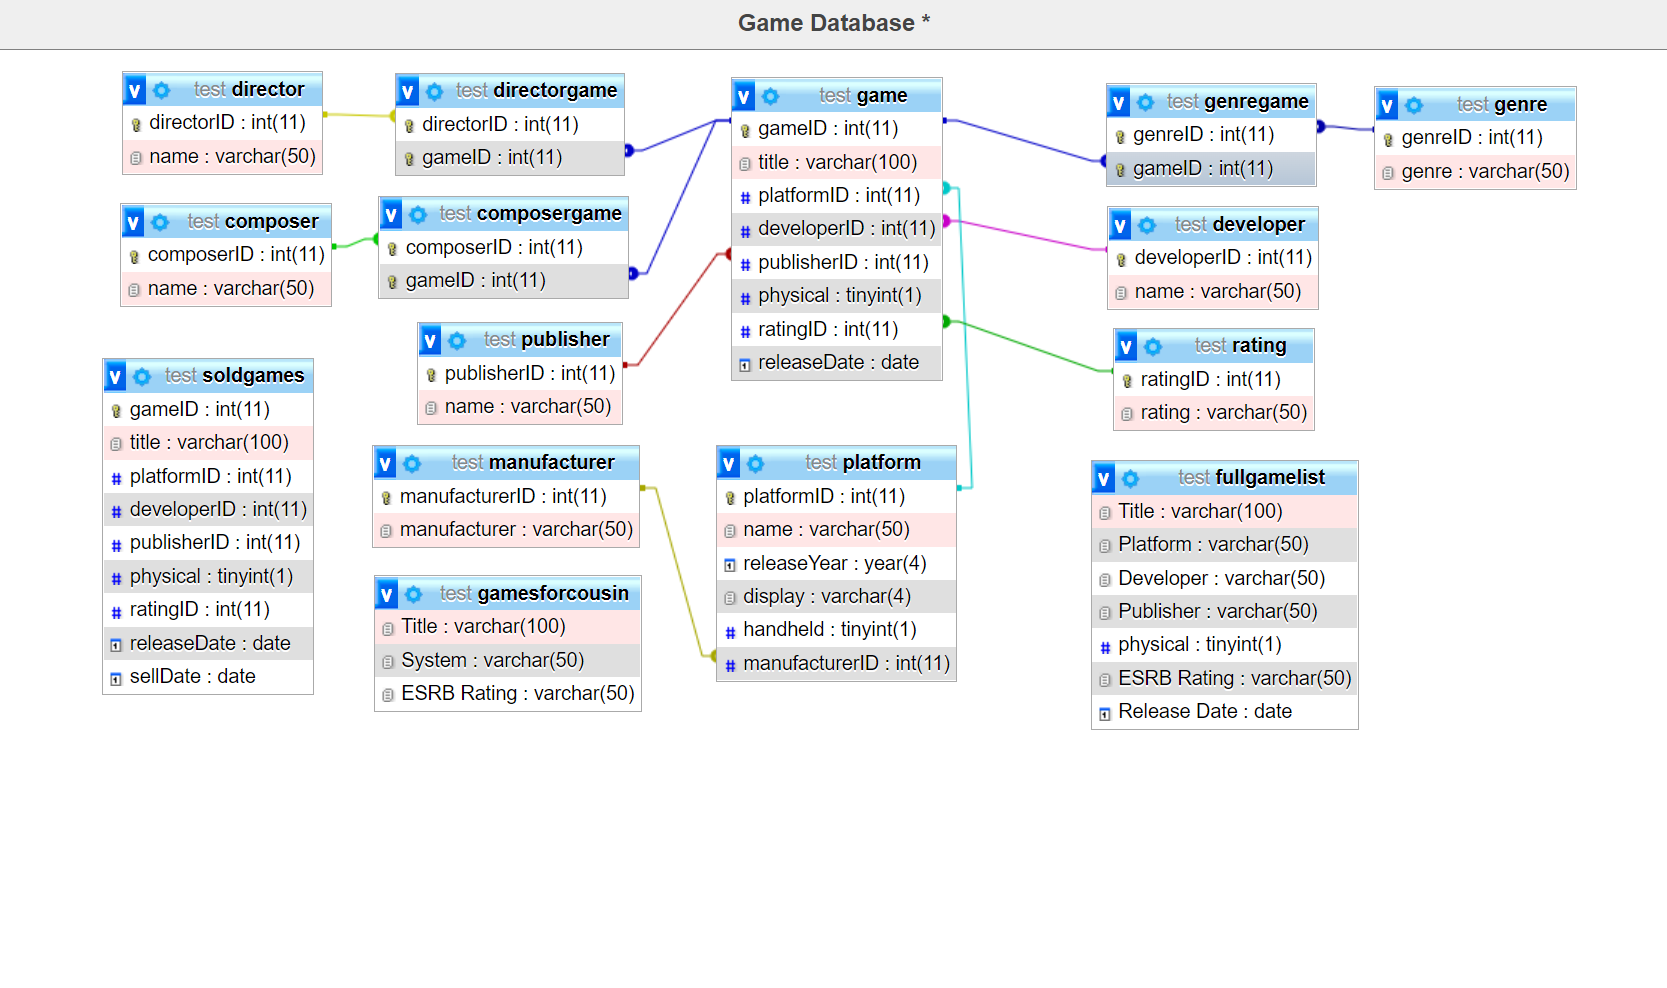 Game Database *
test director
directorID : int(11)
name : varchar(50)
test directorgame
directorID : int(11)
gameID : int(11)
test game
gameID : int(11)
title : varchar(100)
platformID : int(11)
developerID : int(11)
publisherID : int(11)
physical : tinyint(1)
ratingID : int(11)
releaseDate : date
test genregame
genreID : int(11)
gameID : int(11)
test genre
genreID : int(11)
genre : varchar(50)
test composer
composerID : int(11)
name : varchar(50)
test composergame
composerID : int(11)
gameID : int(11)
test developer
developerID : int(11)
name : varchar(50)
test publisher
publisherID : int(11)
name : varchar(50)
test rating
ratingID : int(11)
rating : varchar(50)
test soldgames
gameID : int(11)
title : varchar(100)
platformID : int(11)
developerID : int(11)
publisherID : int(11)
physical : tinyint(1)
ratingID : int(11)
releaseDate : date
sellDate : date
test manufacturer
manufacturerID : int(11)
manufacturer : varchar(50)
test platform
platformID : int(11)
name : varchar(50)
releaseYear : year(4)
display : varchar(4)
handheld : tinyint(1)
manufacturerID : int(11)
test fullgamelist
Title : varchar(100)
Platform : varchar(50)
Developer : varchar(50)
Publisher : varchar(50)
physical : tinyint(1)
ESRB Rating : varchar(50)
Release Date : date
test gamesforcousin
Title : varchar(100)
System : varchar(50)
ESRB Rating : varchar(50)